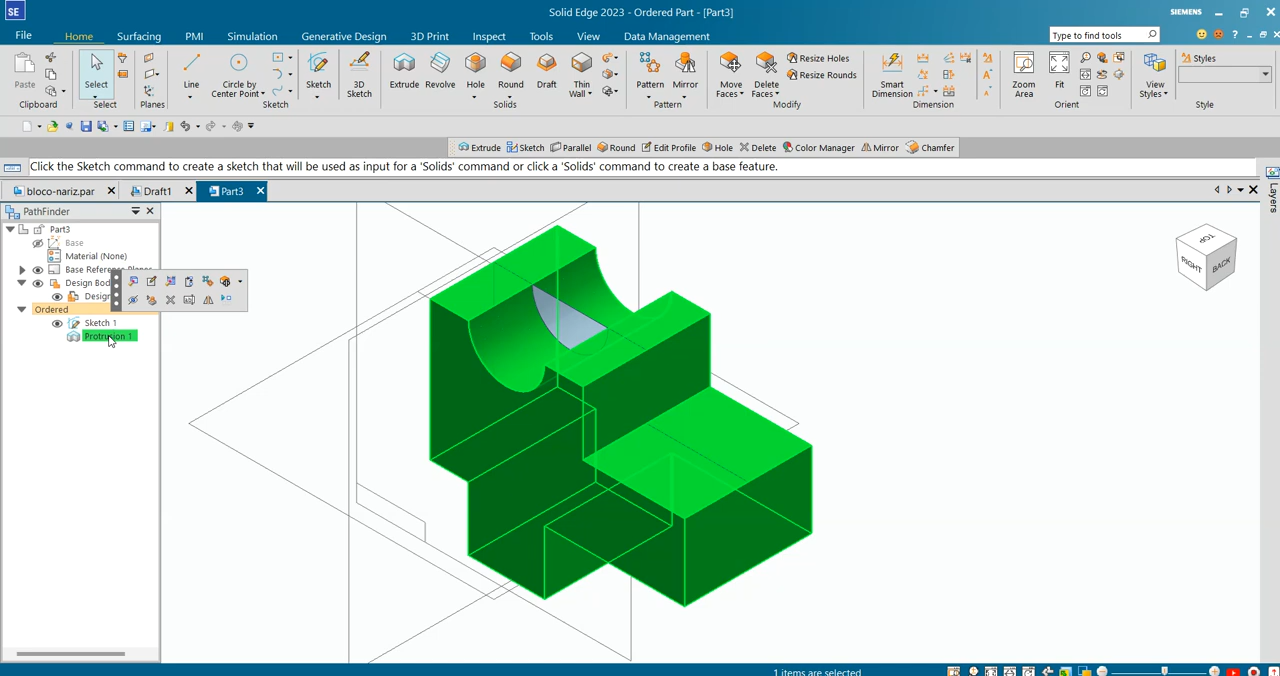 SE
Solid Edge 2023 - Ordered Part - [Part3]
SIEMENS
File Home Surfacing PMI Simulation Generative Design 3D Print Inspect Tools View Data Management
Type to find tools
Paste
Clipboard
Select
Select
Planes
Line
Circle by
Center Point
Sketch
Sketch
3D
Sketch
Extrude
Revolve
Hole
Round
Draft
Thin
Wall
Solids
Pattern
Mirror
Pattern
Move
Faces
Delete
Faces
Resize Holes
Resize Rounds
Modify
Smart
Dimension
Dimension
Zoom
Area
Fit
Orient
View
Styles
Styles
Style
Extrude Sketch Parallel Round Edit Profile Hole Delete Color Manager Mirror Chamfer
Click the Sketch command to create a sketch that will be used as input for a 'Solids' command or click a 'Solids' command to create a base feature.
bloco-nariz.par Draft1 Part3
PathFinder
Part3
Base
Material (None)
Base Reference Planes
Design Bod
Design
Ordered
Sketch 1
Protrusion 1
TOP
RIGHT
BACK
Layers
1 items are selected